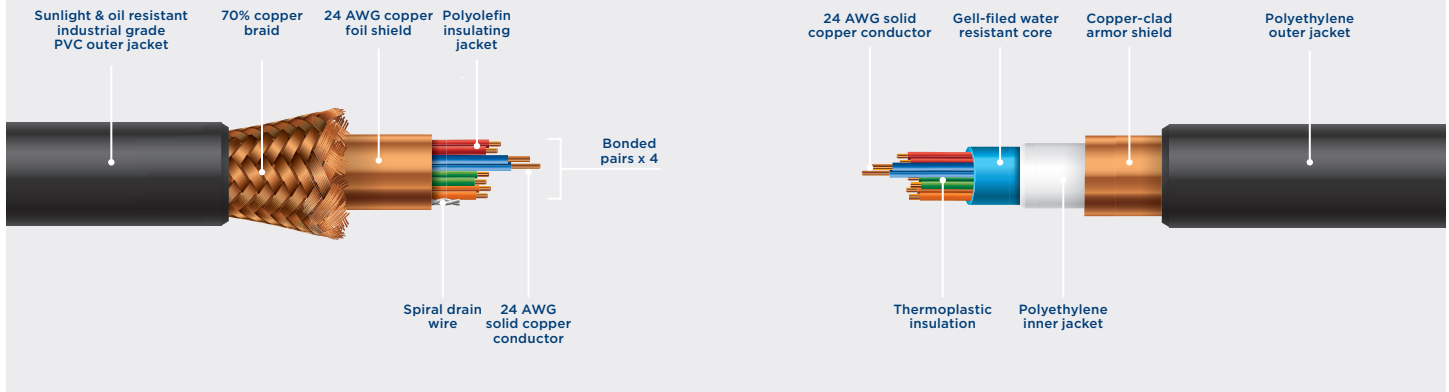 Sunlight & oil resistant
industrial grade
PVC outer jacket
70% copper
braid
24 AWG copper
foil shield
Polyolefin
insulating
jacket
Bonded
pairs x 4
Spiral drain
wire
24 AWG
solid copper
conductor
24 AWG solid
copper conductor
Gell-filed water
resistant core
Copper-clad
armor shield
Polyethylene
outer jacket
Thermoplastic
insulation
Polyethylene
inner jacket